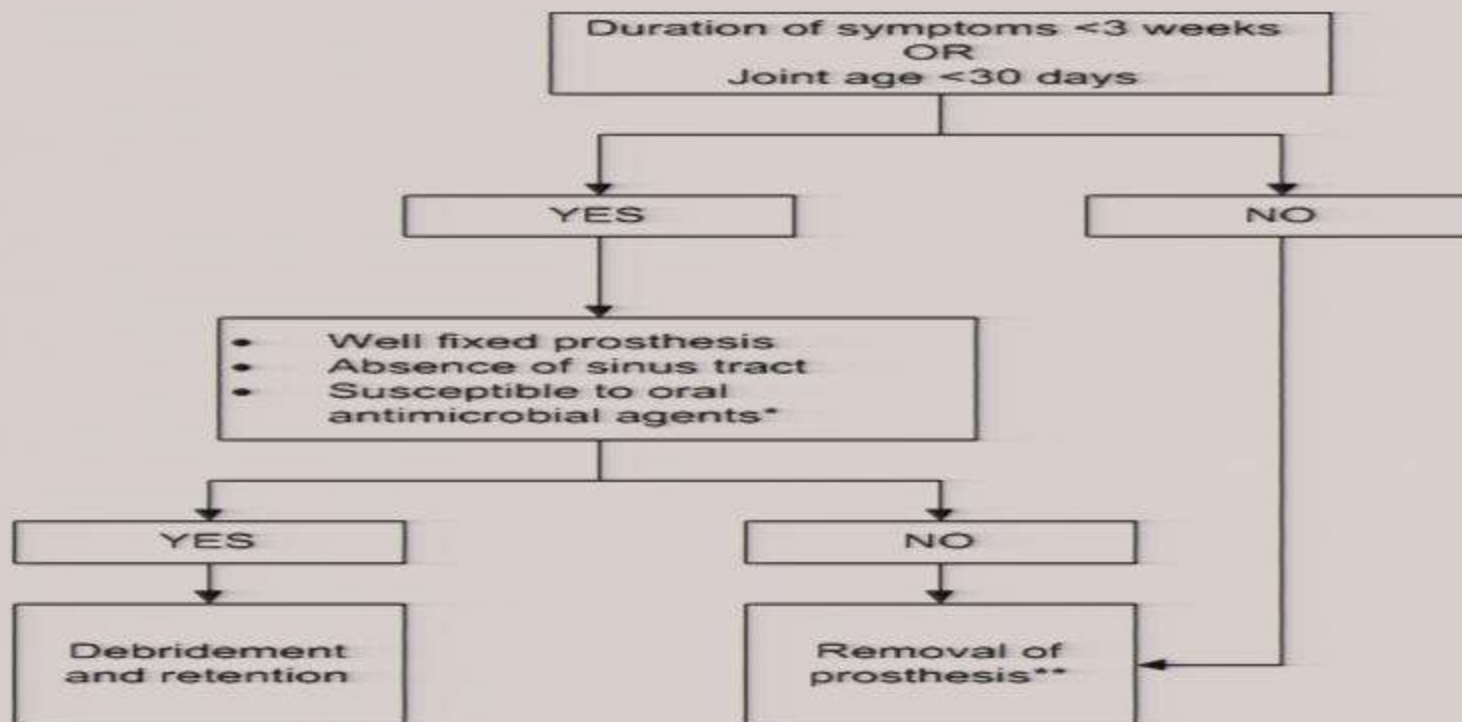 Duration of symptoms <3 weeks
OR
Joint age <30 days
YES
NO
• Well fixed prosthesis
• Absence of sinus tract
• Susceptible to oral
antimicrobial agents*
YES
NO
Debridement
and retention
Removal of
prosthesis**